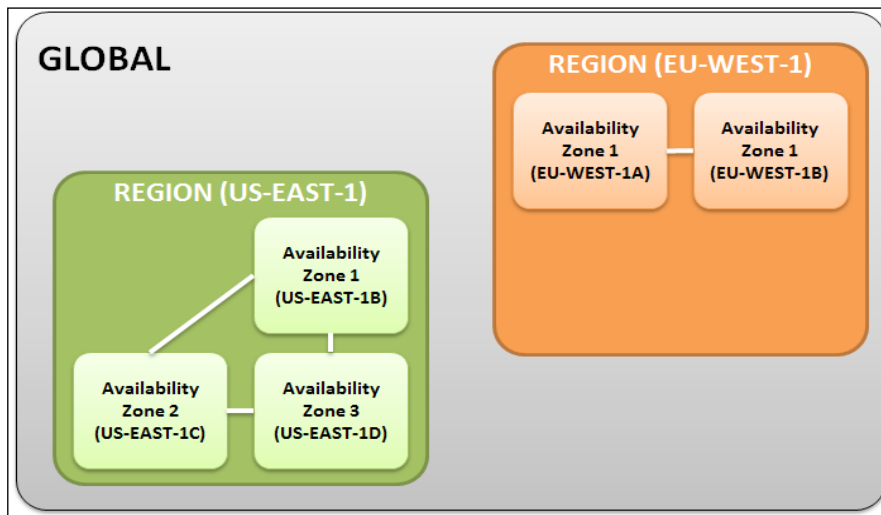 GLOBAL
REGION (EU-WEST-1)
Availability
Zone 1
(EU-WEST-1A)
Availability
Zone 1
(EU-WEST-1B)
REGION (US-EAST-1)
Availability
Zone 1
(US-EAST-1B)
Availability
Zone 2
(US-EAST-1C)
Availability
Zone 3
(US-EAST-1D)